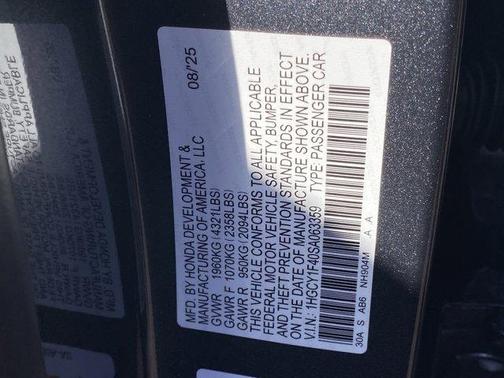 MFD. BY HONDA DEVELOPMENT & 08/'25
MANUFACTURING OF AMERICA, LLC
GVWR 1960KG (4321LBS)
GAWR F 1070KG (2358LBS)
GAWR R 950KG (2094LBS)
THIS VEHICLE CONFORMS TO ALL APPLICABLE
FEDERAL MOTOR VEHICLE SAFETY, BUMPER,
AND THEFT PREVENTION STANDARDS IN EFFECT
ON THE DATE OF MANUFACTURE SHOWN ABOVE.
V.I.N.: 1HGCY1F40SA063359 TYPE: PASSENGER CAR
30A S AB6 NH904M A A